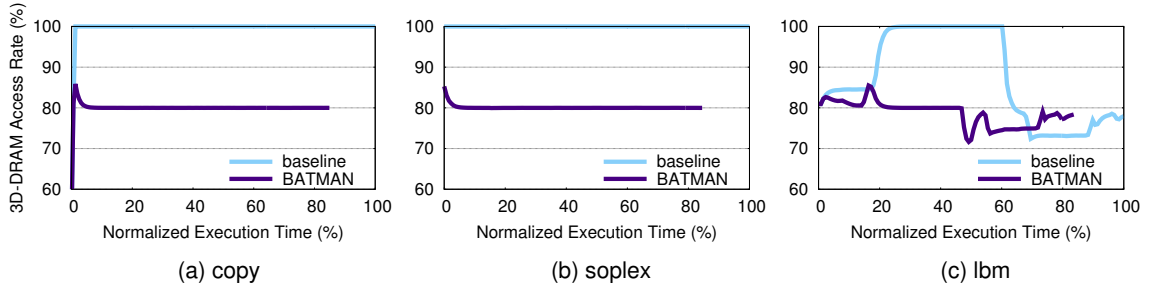 3D-DRAM Access Rate (%)
100
90
80
70
60
baseline
BATMAN
0 20 40 60 80 100
Normalized Execution Time (%)
(a) copy
100
90
80
70
60
baseline
BATMAN
0 20 40 60 80 100
Normalized Execution Time (%)
(b) soplex
100
90
80
70
60
baseline
BATMAN
0 20 40 60 80 100
Normalized Execution Time (%)
(c) lbm